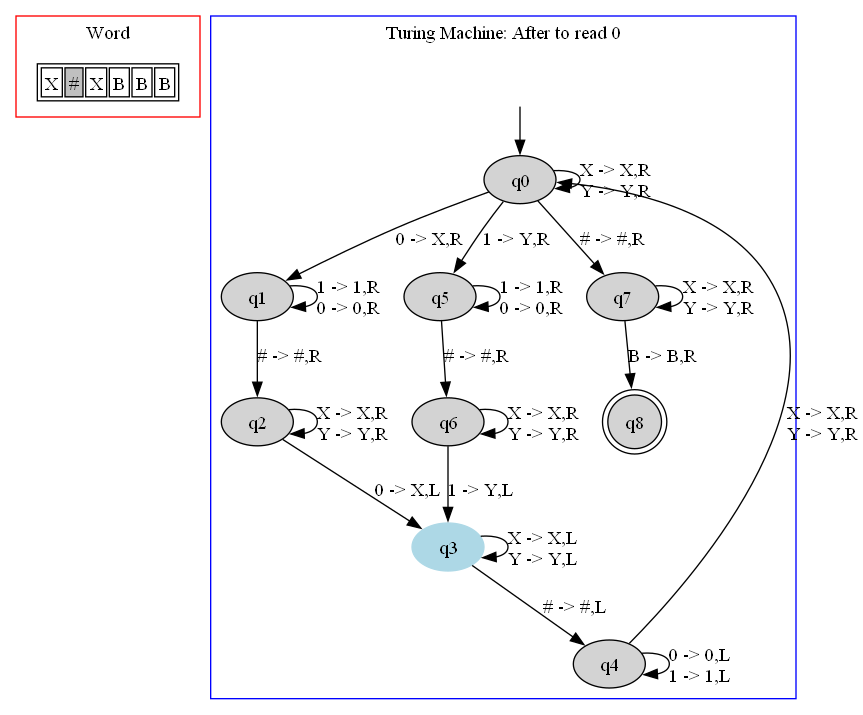 Word
X # X B B B
Turing Machine: After to read 0
q0
X -> X,R
Y -> Y,R
0 -> X,R
1 -> Y,R
# -> #,R
q1
1 -> 1,R
0 -> 0,R
q5
1 -> 1,R
0 -> 0,R
q7
X -> X,R
Y -> Y,R
# -> #,R
# -> #,R
B -> B,R
q2
X -> X,R
Y -> Y,R
q6
X -> X,R
Y -> Y,R
q8
X -> X,R
Y -> Y,R
0 -> X,L
1 -> Y,L
q3
X -> X,L
Y -> Y,L
# -> #,L
q4
0 -> 0,L
1 -> 1,L